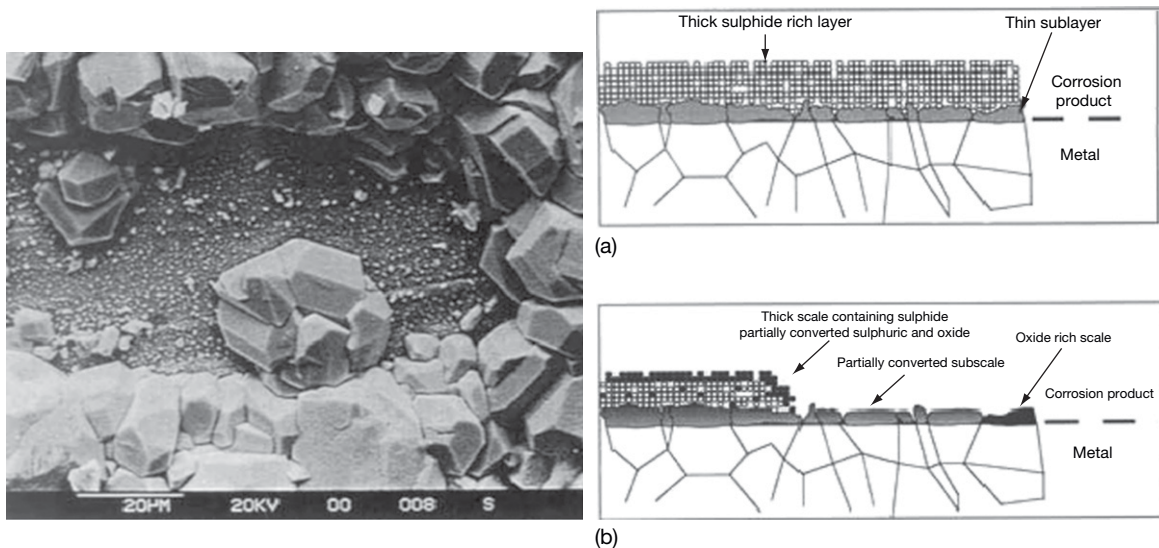 20µM 20KV 00 008 S
Thick sulphide rich layer
Thin sublayer
Corrosion
product
Metal
(a)
Thick scale containing sulphide
partially converted sulphuric and oxide
Oxide rich scale
Partially converted subscale
Corrosion product
Metal
(b)